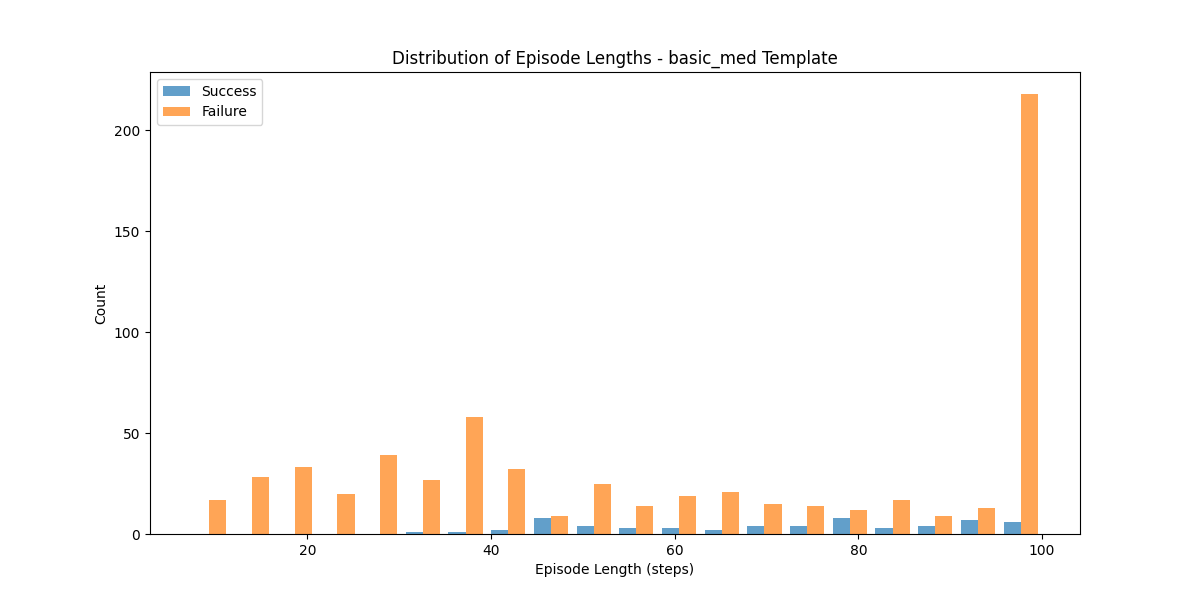 Distribution of Episode Lengths - basic_med Template
Success
Failure
200
150
100
50
0
Count
20 40 60 80 100
Episode Length (steps)